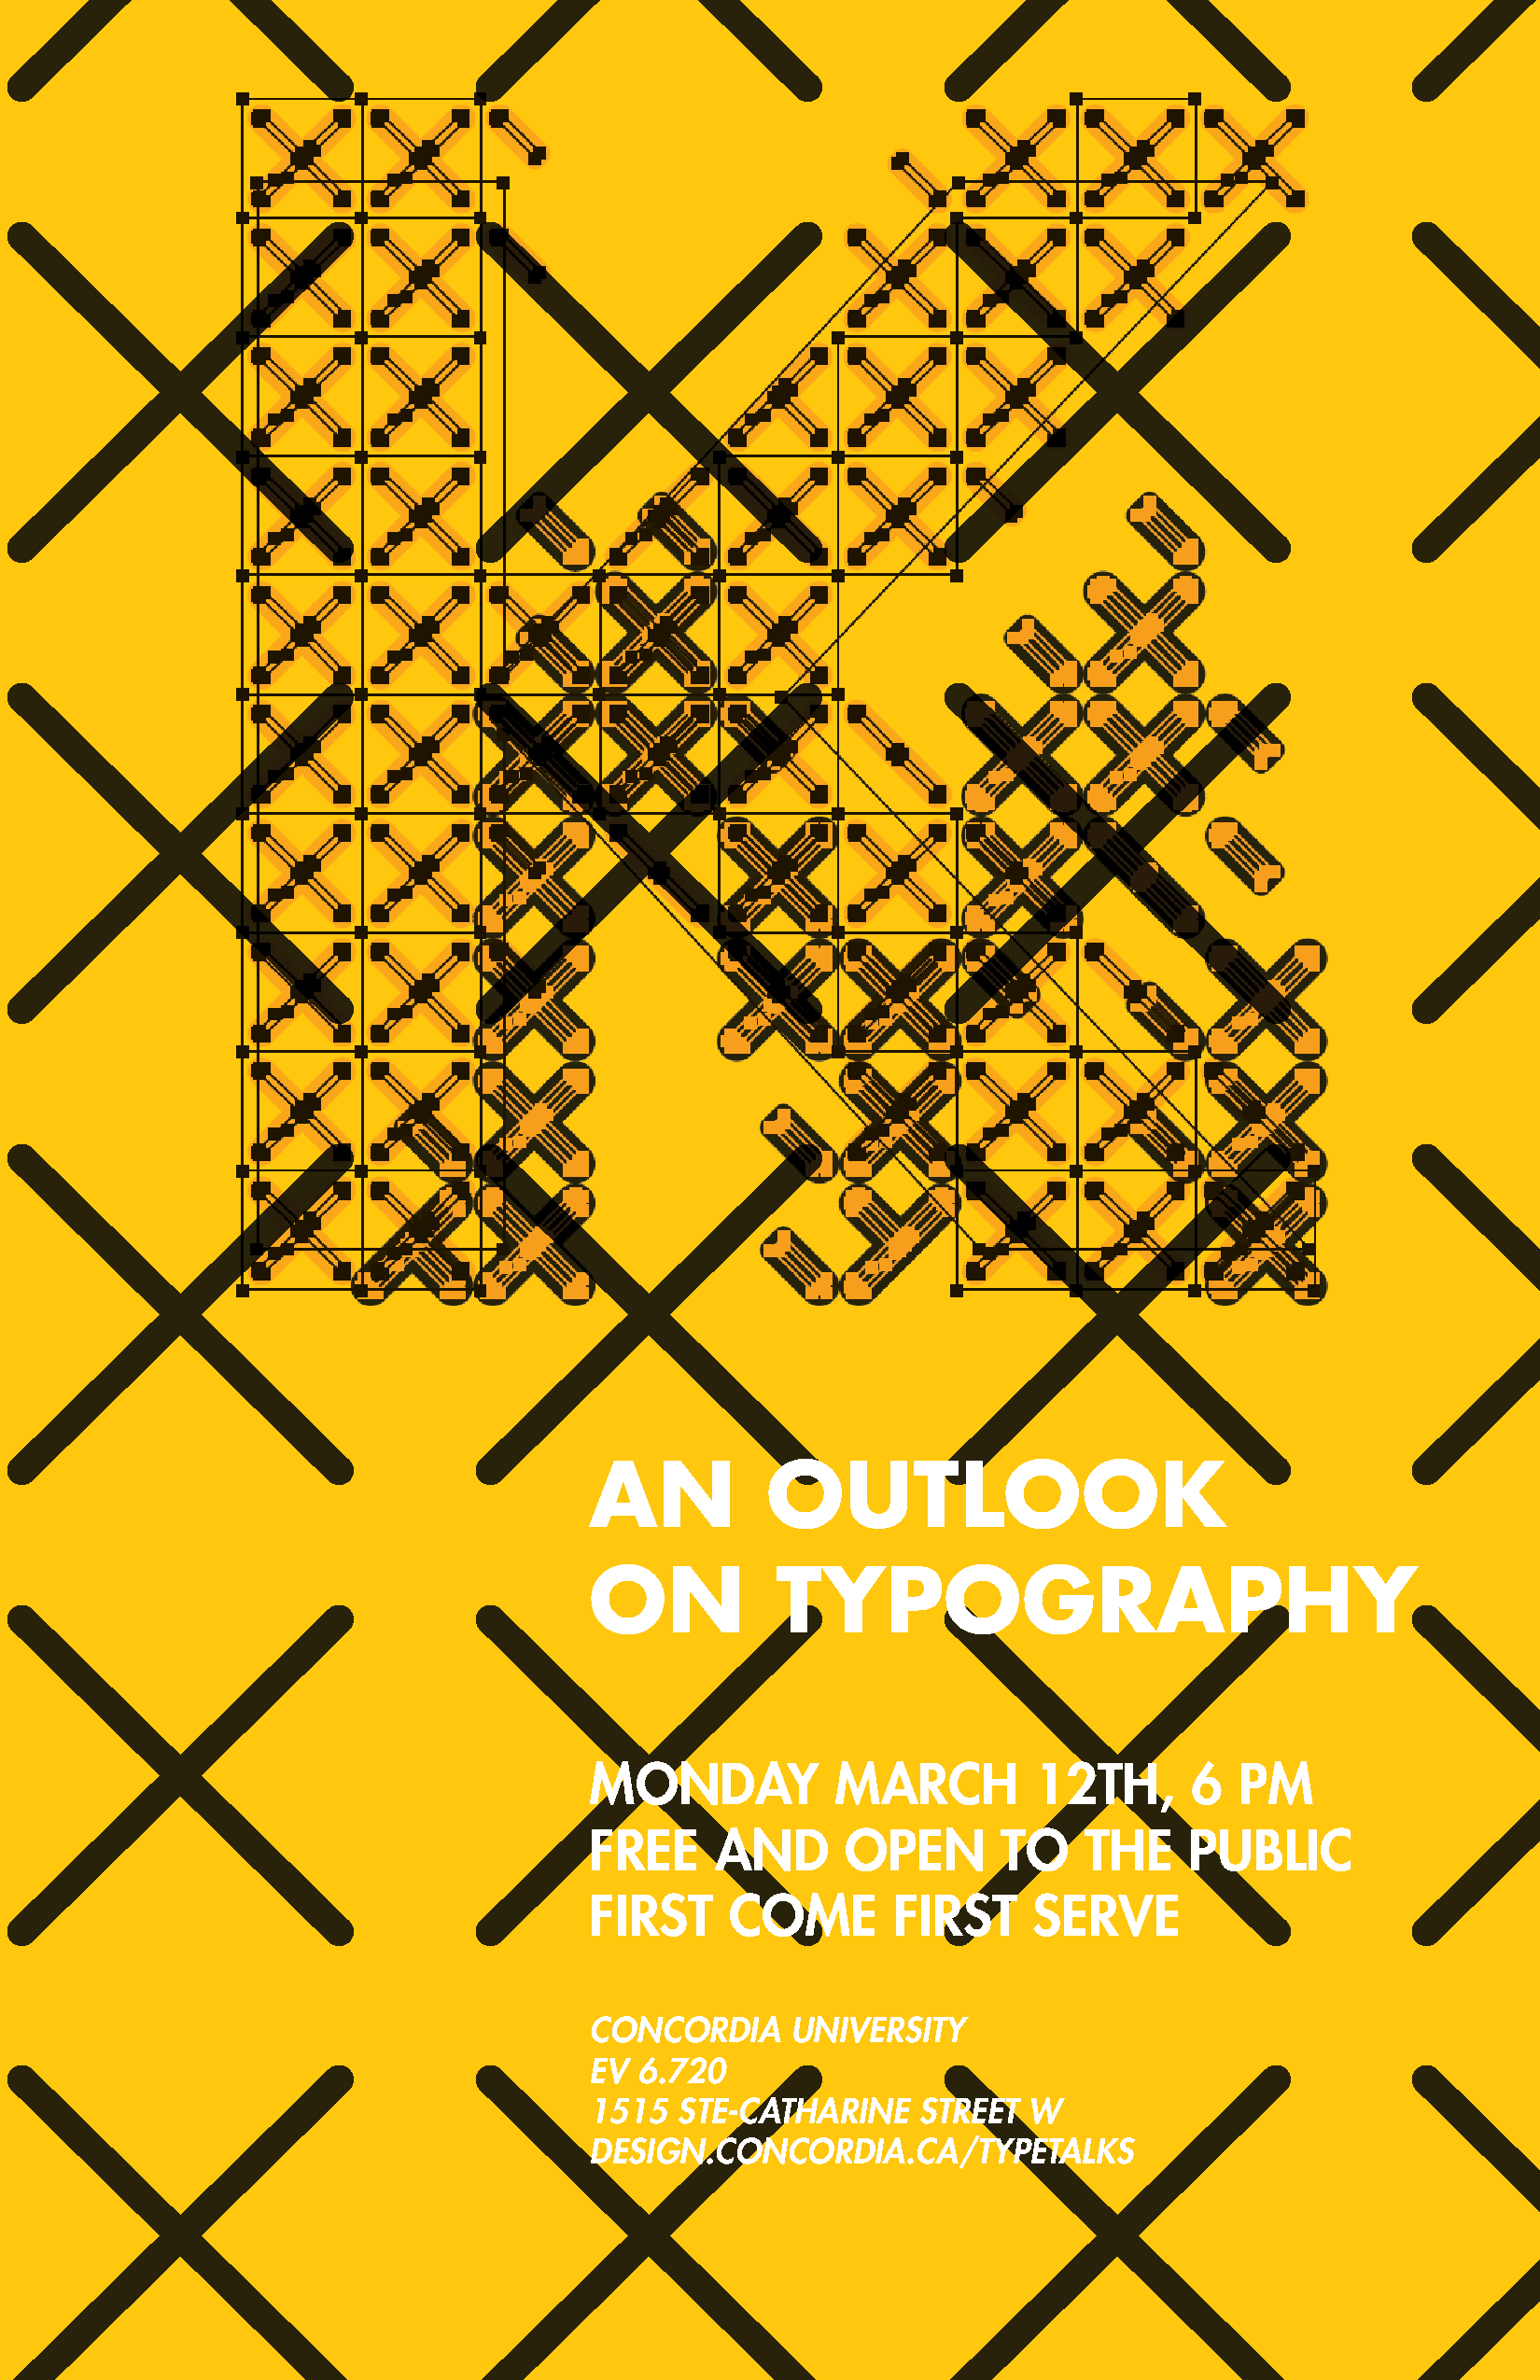 K
AN OUTLOOK
ON TYPOGRAPHY
MONDAY MARCH 12TH, 6 PM
FREE AND OPEN TO THE PUBLIC
FIRST COME FIRST SERVE
CONCORDIA UNIVERSITY
EV 6.720
1515 STE-CATHARINE STREET W
DESIGN.CONCORDIA.CA/TYPETALKS